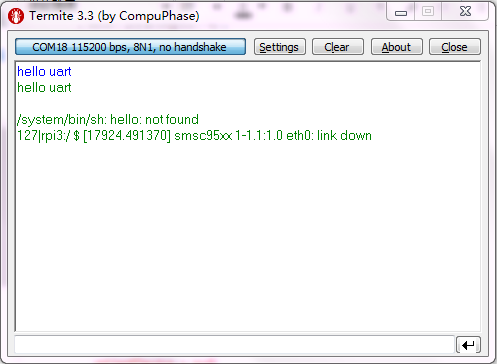 Termite 3.3 (by CompuPhase)
COM18 115200 bps, 8N1, no handshake Settings Clear About Close
hello uart
hello uart
/system/bin/sh: hello: not found
127|rpi3:/ $ [17924.491370] smsc95xx 1-1.1:1.0 eth0: link down